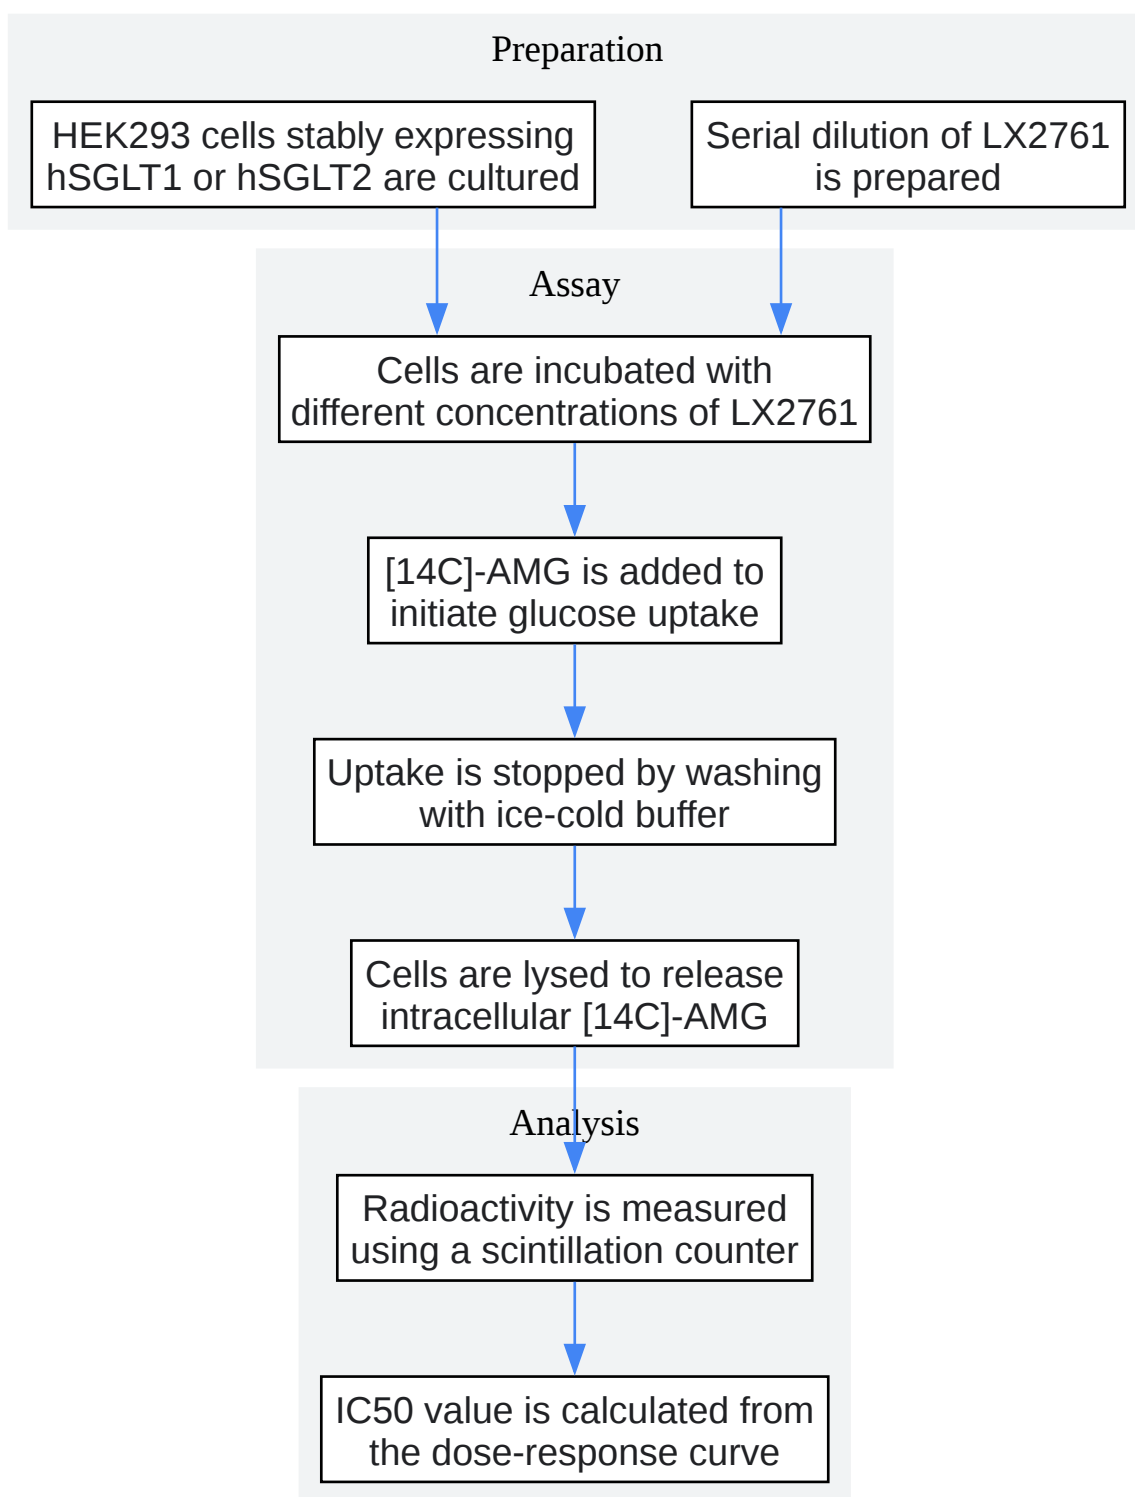 Preparation
HEK293 cells stably expressing
hSGLT1 or hSGLT2 are cultured
Serial dilution of LX2761
is prepared
Assay
Cells are incubated with
different concentrations of LX2761
[14C]-AMG is added to
initiate glucose uptake
Uptake is stopped by washing
with ice-cold buffer
Cells are lysed to release
intracellular [14C]-AMG
Analysis
Radioactivity is measured
using a scintillation counter
IC50 value is calculated from
the dose-response curve